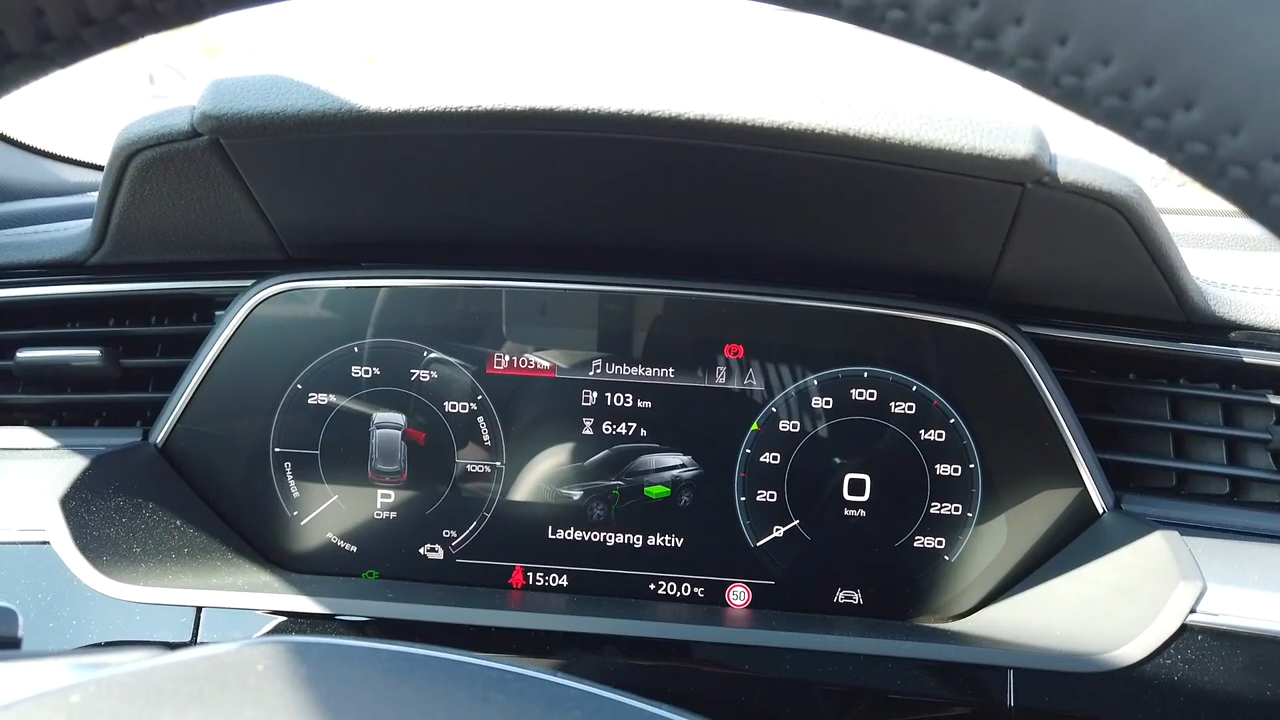 25%
50%
75%
100%
BOOST
100%
0%
CHARGE
POWER
P
OFF
103 km
Unbekannt
103 km
6:47 h
Ladevorgang aktiv
15:04
+20,0 °C
50
(P)
0
20
40
60
80
100
120
140
180
220
260
0
km/h